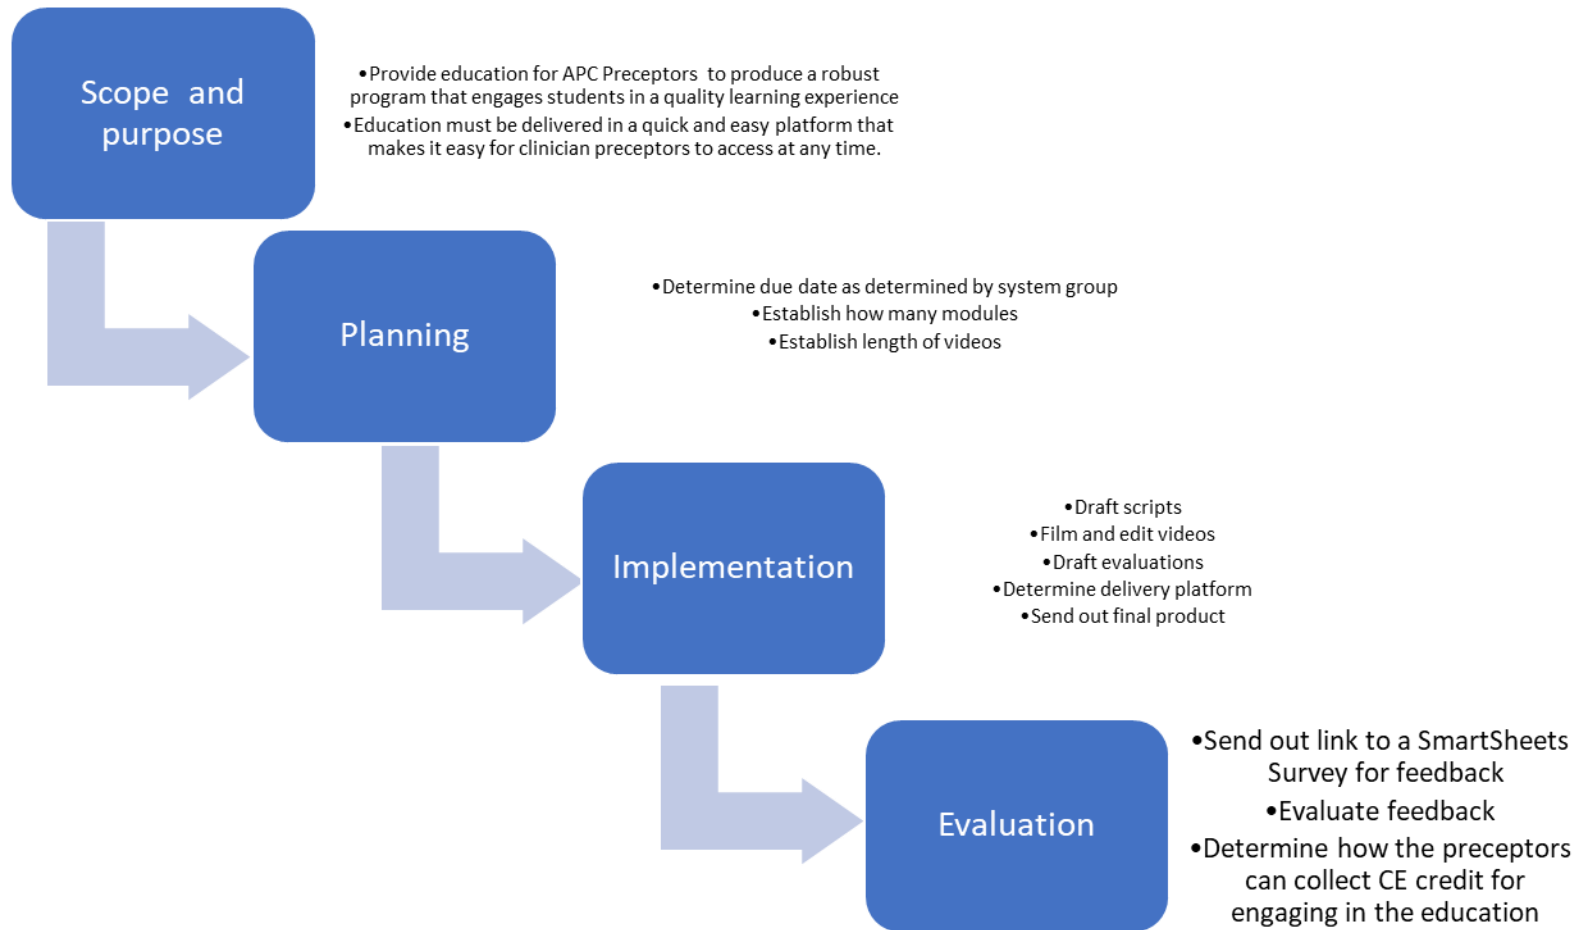 Scope and
purpose
•Provide education for APC Preceptors to produce a robust
program that engages students in a quality learning experience
•Education must be delivered in a quick and easy platform that
makes it easy for clinician preceptors to access at any time.
Planning
•Determine due date as determined by system group
•Establish how many modules
•Establish length of videos
Implementation
•Draft scripts
•Film and edit videos
•Draft evaluations
•Determine delivery platform
•Send out final product
Evaluation
•Send out link to a SmartSheets
Survey for feedback
•Evaluate feedback
•Determine how the preceptors
can collect CE credit for
engaging in the education